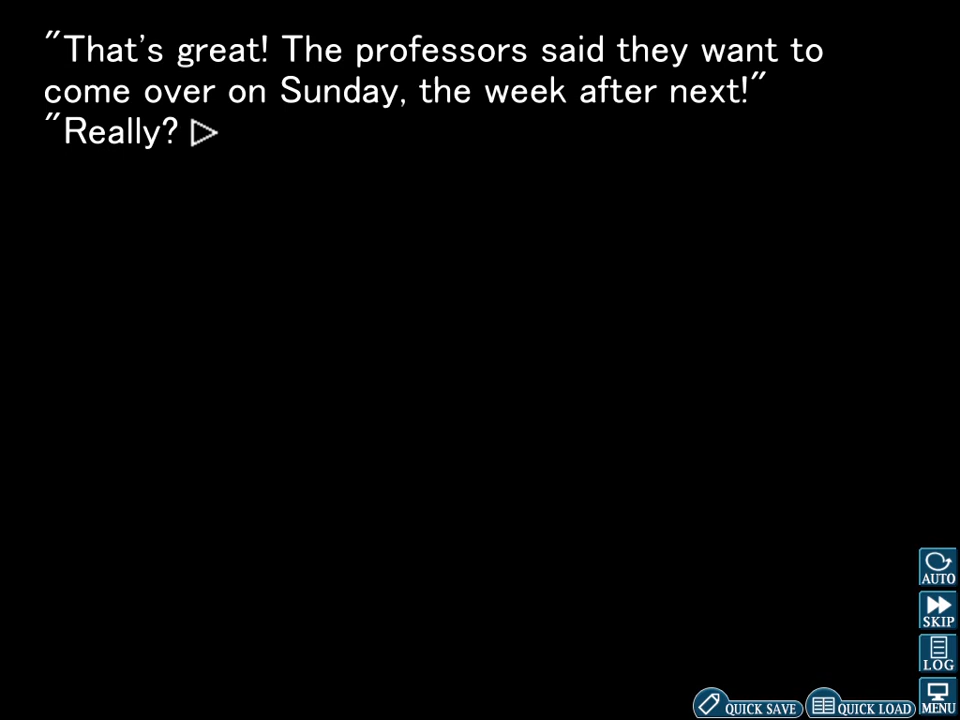 "That's great! The professors said they want to
come over on Sunday, the week after next!"
"Really?
AUTO
SKIP
LOG
QUICK SAVE
QUICK LOAD
MENU